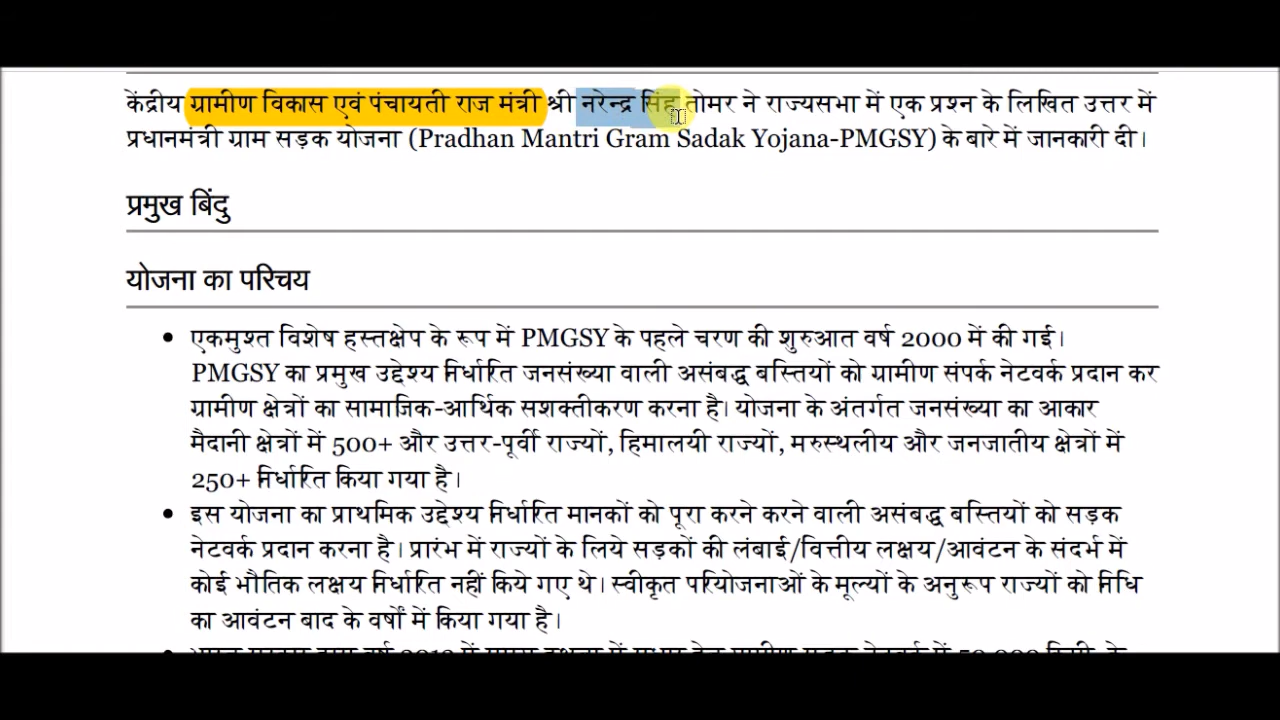 केंद्रीय ग्रामीण विकास एवं पंचायती राज मंत्री श्री नरेन्द्र सिंह तोमर ने राज्यसभा में एक प्रश्न के लिखित उत्तर में
प्रधानमंत्री ग्राम सड़क योजना (Pradhan Mantri Gram Sadak Yojana-PMGSY) के बारे में जानकारी दी।
प्रमुख बिंदु
योजना का परिचय
एकमुश्त विशेष हस्तक्षेप के रूप में PMGSY के पहले चरण की शुरुआत वर्ष 2000 में की गई।
PMGSY का प्रमुख उद्देश्य निर्धारित जनसंख्या वाली असंबद्ध बस्तियों को ग्रामीण संपर्क नेटवर्क प्रदान कर
ग्रामीण क्षेत्रों का सामाजिक-आर्थिक सशक्तीकरण करना है। योजना के अंतर्गत जनसंख्या का आकार
मैदानी क्षेत्रों में 500+ और उत्तर-पूर्वी राज्यों, हिमालयी राज्यों, मरुस्थलीय और जनजातीय क्षेत्रों में
250+ निर्धारित किया गया है।
इस योजना का प्राथमिक उद्देश्य निर्धारित मानकों को पूरा करने करने वाली असंबद्ध बस्तियों को सड़क
नेटवर्क प्रदान करना है। प्रारंभ में राज्यों के लिये सड़कों की लंबाई/वित्तीय लक्षय/आवंटन के संदर्भ में
कोई भौतिक लक्षय निर्धारित नहीं किये गए थे। स्वीकृत परियोजनाओं के मूल्यों के अनुरूप राज्यों को निधि
का आवंटन बाद के वर्षों में किया गया है।